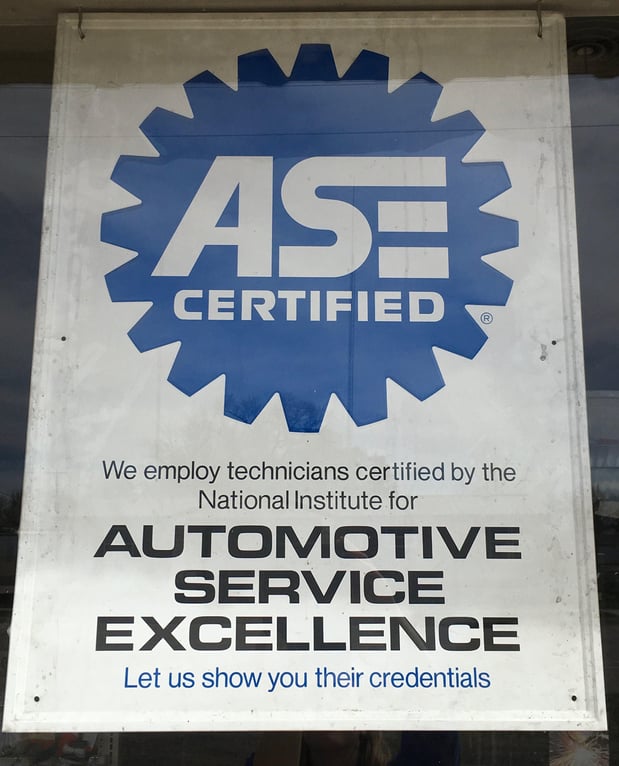 ASE
CERTIFIED
®
We employ technicians certified by the
National Institute for
AUTOMOTIVE
SERVICE
EXCELLENCE
Let us show you their credentials